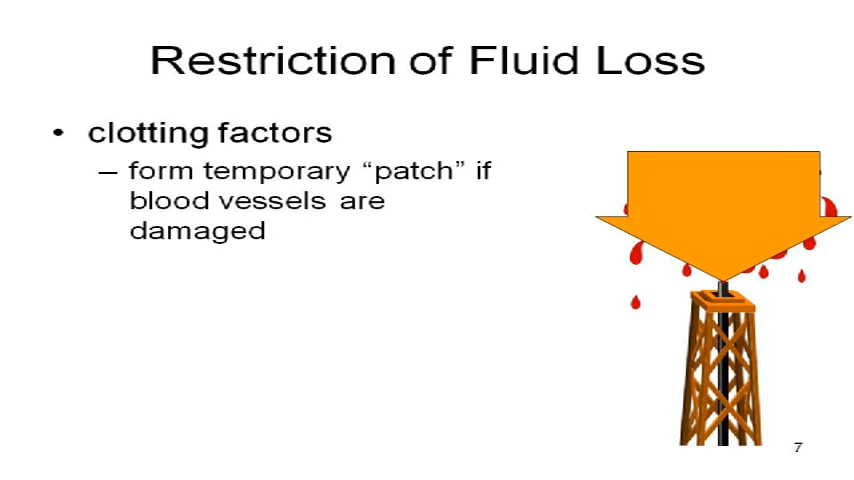 Restriction of Fluid Loss
• clotting factors
– form temporary “patch” if
blood vessels are
damaged
7